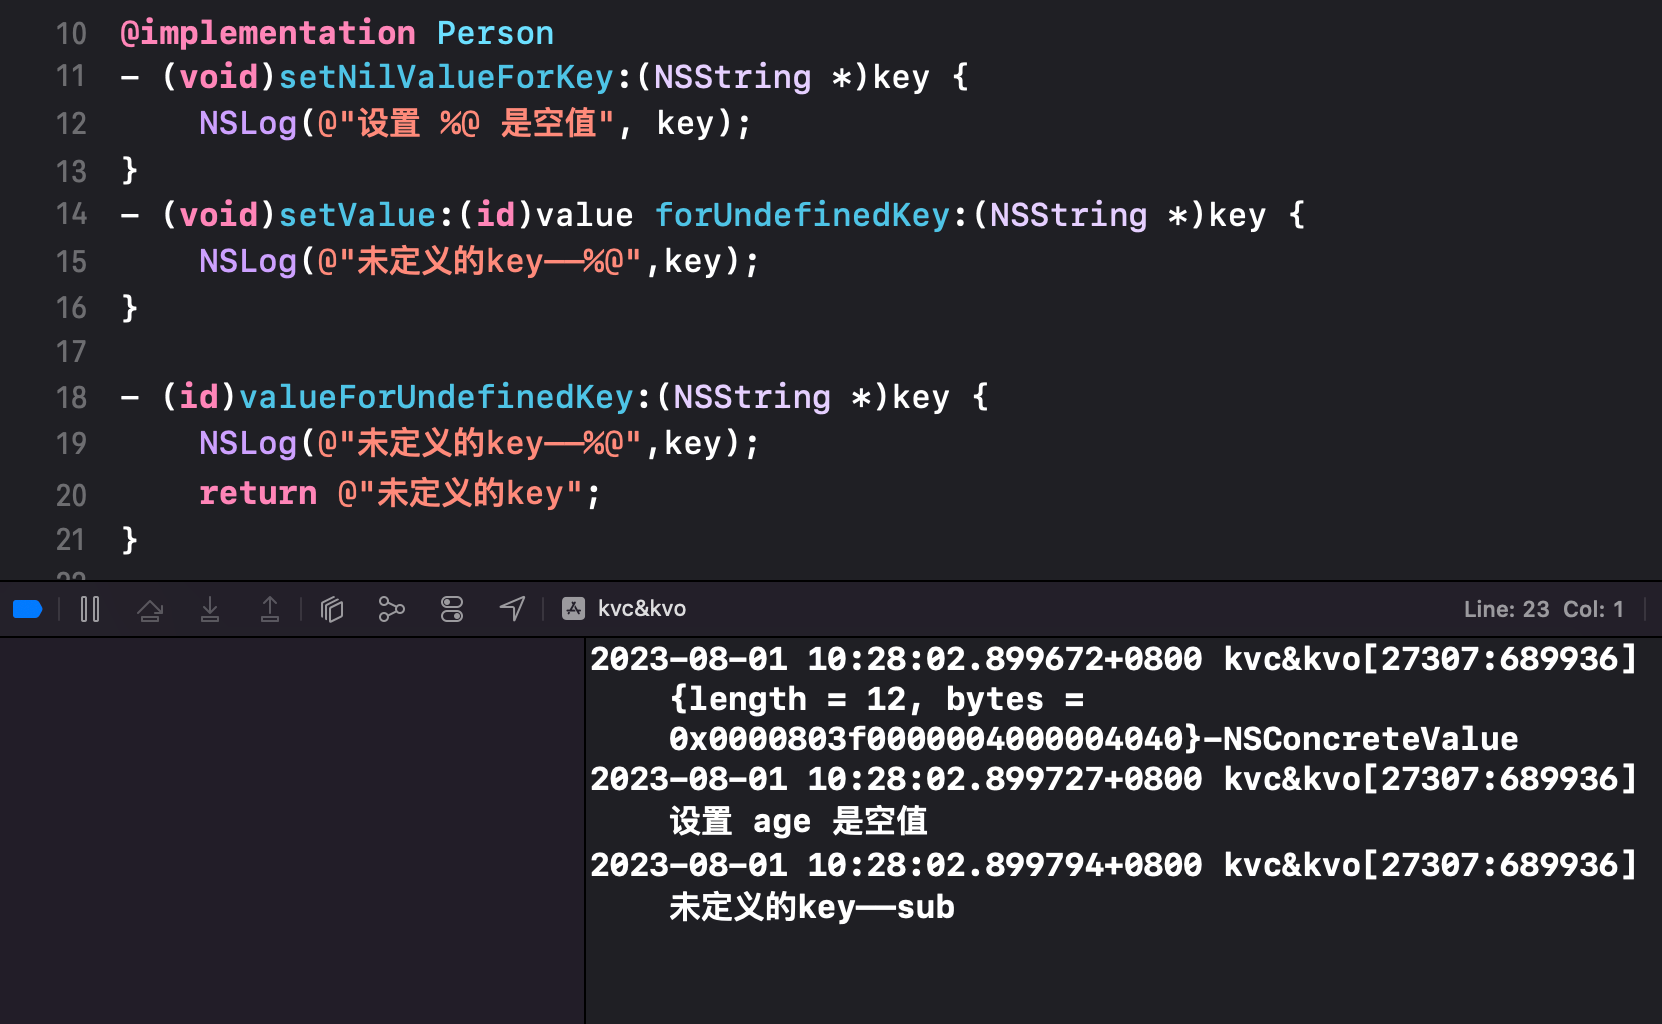 10 @implementation Person
11 - (void)setNilValueForKey:(NSString *)key {
12 NSLog(@"设置 %@ 是空值", key);
13 }
14 - (void)setValue:(id)value forUndefinedKey:(NSString *)key {
15 NSLog(@"未定义的key——%@",key);
16 }
17
18 - (id)valueForUndefinedKey:(NSString *)key {
19 NSLog(@"未定义的key——%@",key);
20 return @"未定义的key";
21 }
22
kvc&kvo Line: 23 Col: 1
2023-08-01 10:28:02.899672+0800 kvc&kvo[27307:689936]
{length = 12, bytes =
0x0000803f0000004000004040}-NSConcreteValue
2023-08-01 10:28:02.899727+0800 kvc&kvo[27307:689936]
设置 age 是空值
2023-08-01 10:28:02.899794+0800 kvc&kvo[27307:689936]
未定义的key——sub